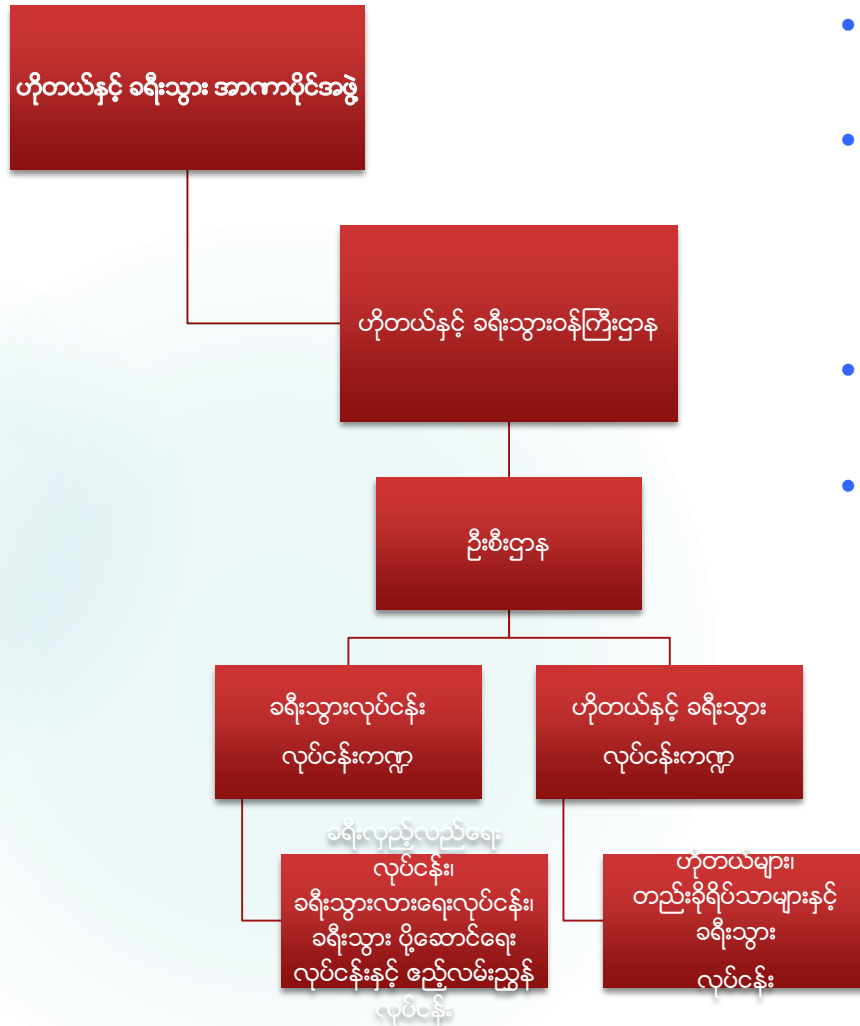 ဟိုတယ်နှင့် ခရီးသွား အာဏာပိုင်အဖွဲ့
ဟိုတယ်နှင့် ခရီးသွားဝန်ကြီးဌာန
ဦးစီးဌာန
ခရီးသွားလုပ်ငန်း
လုပ်ငန်းကဏ္ဍ
ဟိုတယ်နှင့် ခရီးသွား
လုပ်ငန်းကဏ္ဍ
ခရီးလှည့်လည်ရေး
လုပ်ငန်း၊
ခရီးသွားလားရေးလုပ်ငန်း၊
ခရီးသွား ပို့ဆောင်ရေး
လုပ်ငန်းနှင့် ဧည့်လမ်းညွှန်
လုပ်ငန်း
ဟိုတယ်များ၊
တည်းခိုရိပ်သာများနှင့်
ခရီးသွား
လုပ်ငန်း